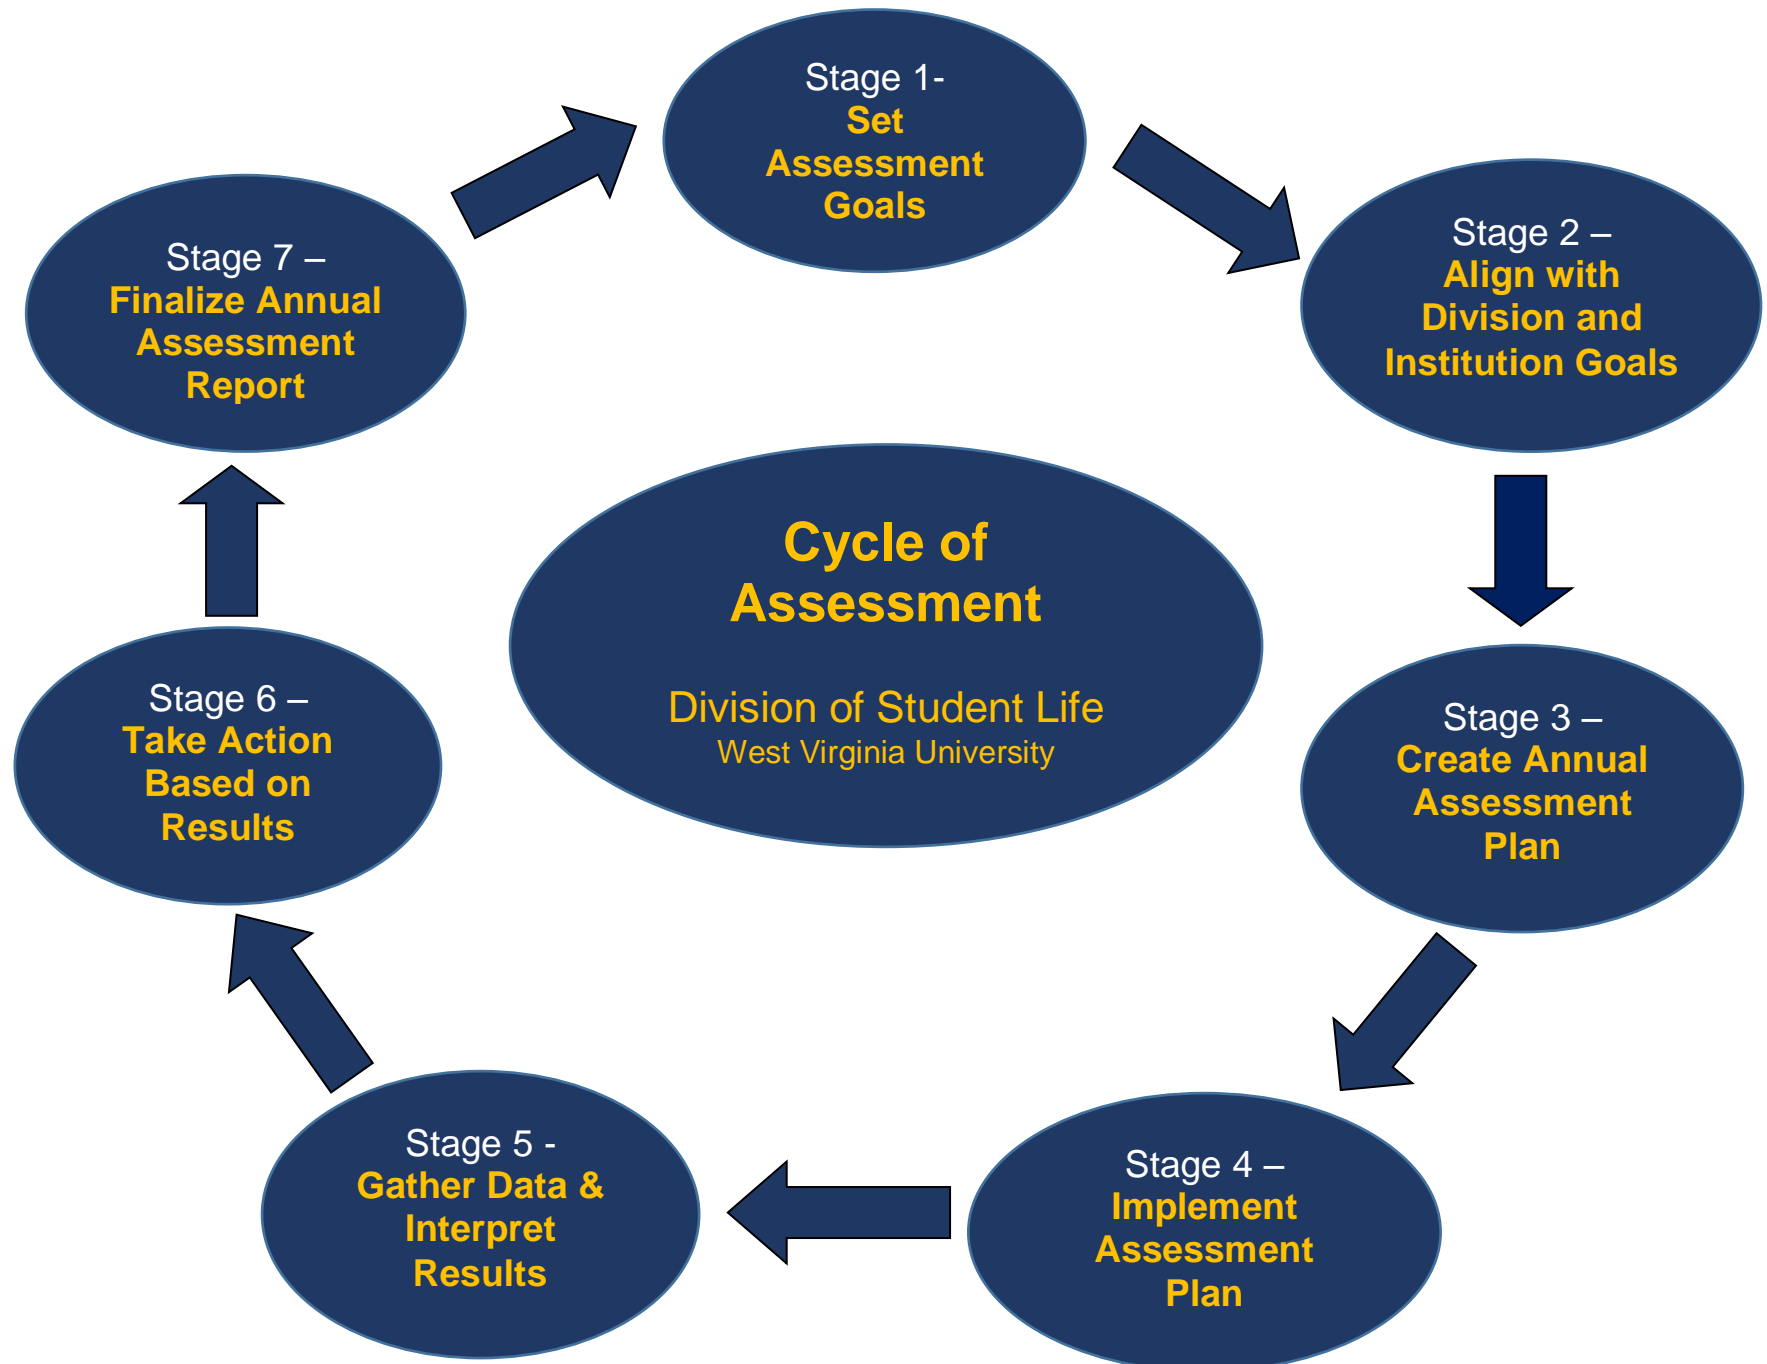 Stage 1-
Set
Assessment
Goals
Stage 2 –
Align with
Division and
Institution Goals
Stage 3 –
Create Annual
Assessment
Plan
Stage 4 –
Implement
Assessment
Plan
Stage 5 -
Gather Data &
Interpret
Results
Stage 6 –
Take Action
Based on
Results
Stage 7 –
Finalize Annual
Assessment
Report
Cycle of
Assessment
Division of Student Life
West Virginia University